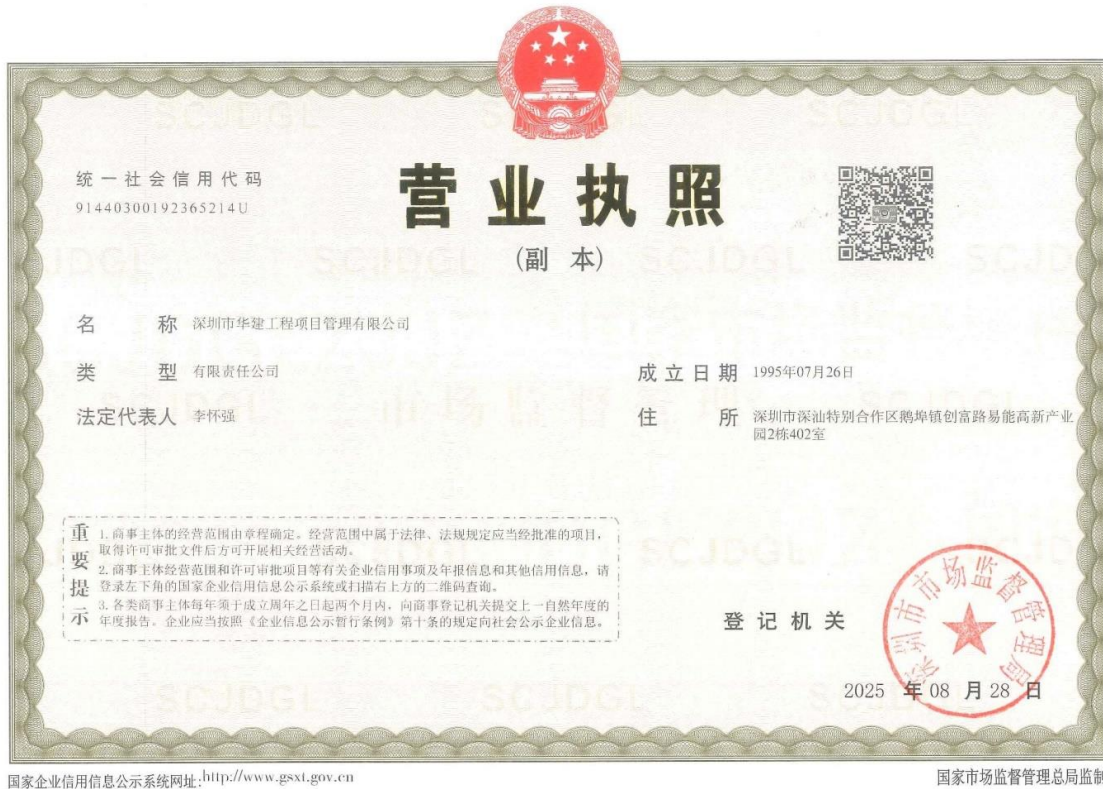 统一社会信用代码
91440300192365214U
营业执照
(副 本)
名 称 深圳市华建工程项目管理有限公司
类 型 有限责任公司
成立日期 1995年07月26日
法定代表人 李怀强
住 所 深圳市深汕特别合作区鹅埠镇创富路易能高新产业
园2栋402室
重要提示
1. 商事主体的经营范围由章程确定。经营范围中属于法律、法规规定应当经批准的项目，
取得许可审批文件后方可开展相关经营活动。
2. 商事主体经营范围和许可审批项目等有关企业信用事项及年报信息和其他信用信息，请
登录左下角的国家企业信用信息公示系统或扫描右上方的二维码查询。
3. 各类商事主体每年须于成立周年之日起两个月内，向商事登记机关提交上一自然年度的
年度报告。企业应当按照《企业信息公示暂行条例》第十条的规定向社会公示企业信息。
登记机关
深圳市市场监督管理局
2025 年 08 月 28 日
国家企业信用信息公示系统网址:http://www.gsxt.gov.cn
国家市场监督管理总局监制
SCJDGL
市场监督管理